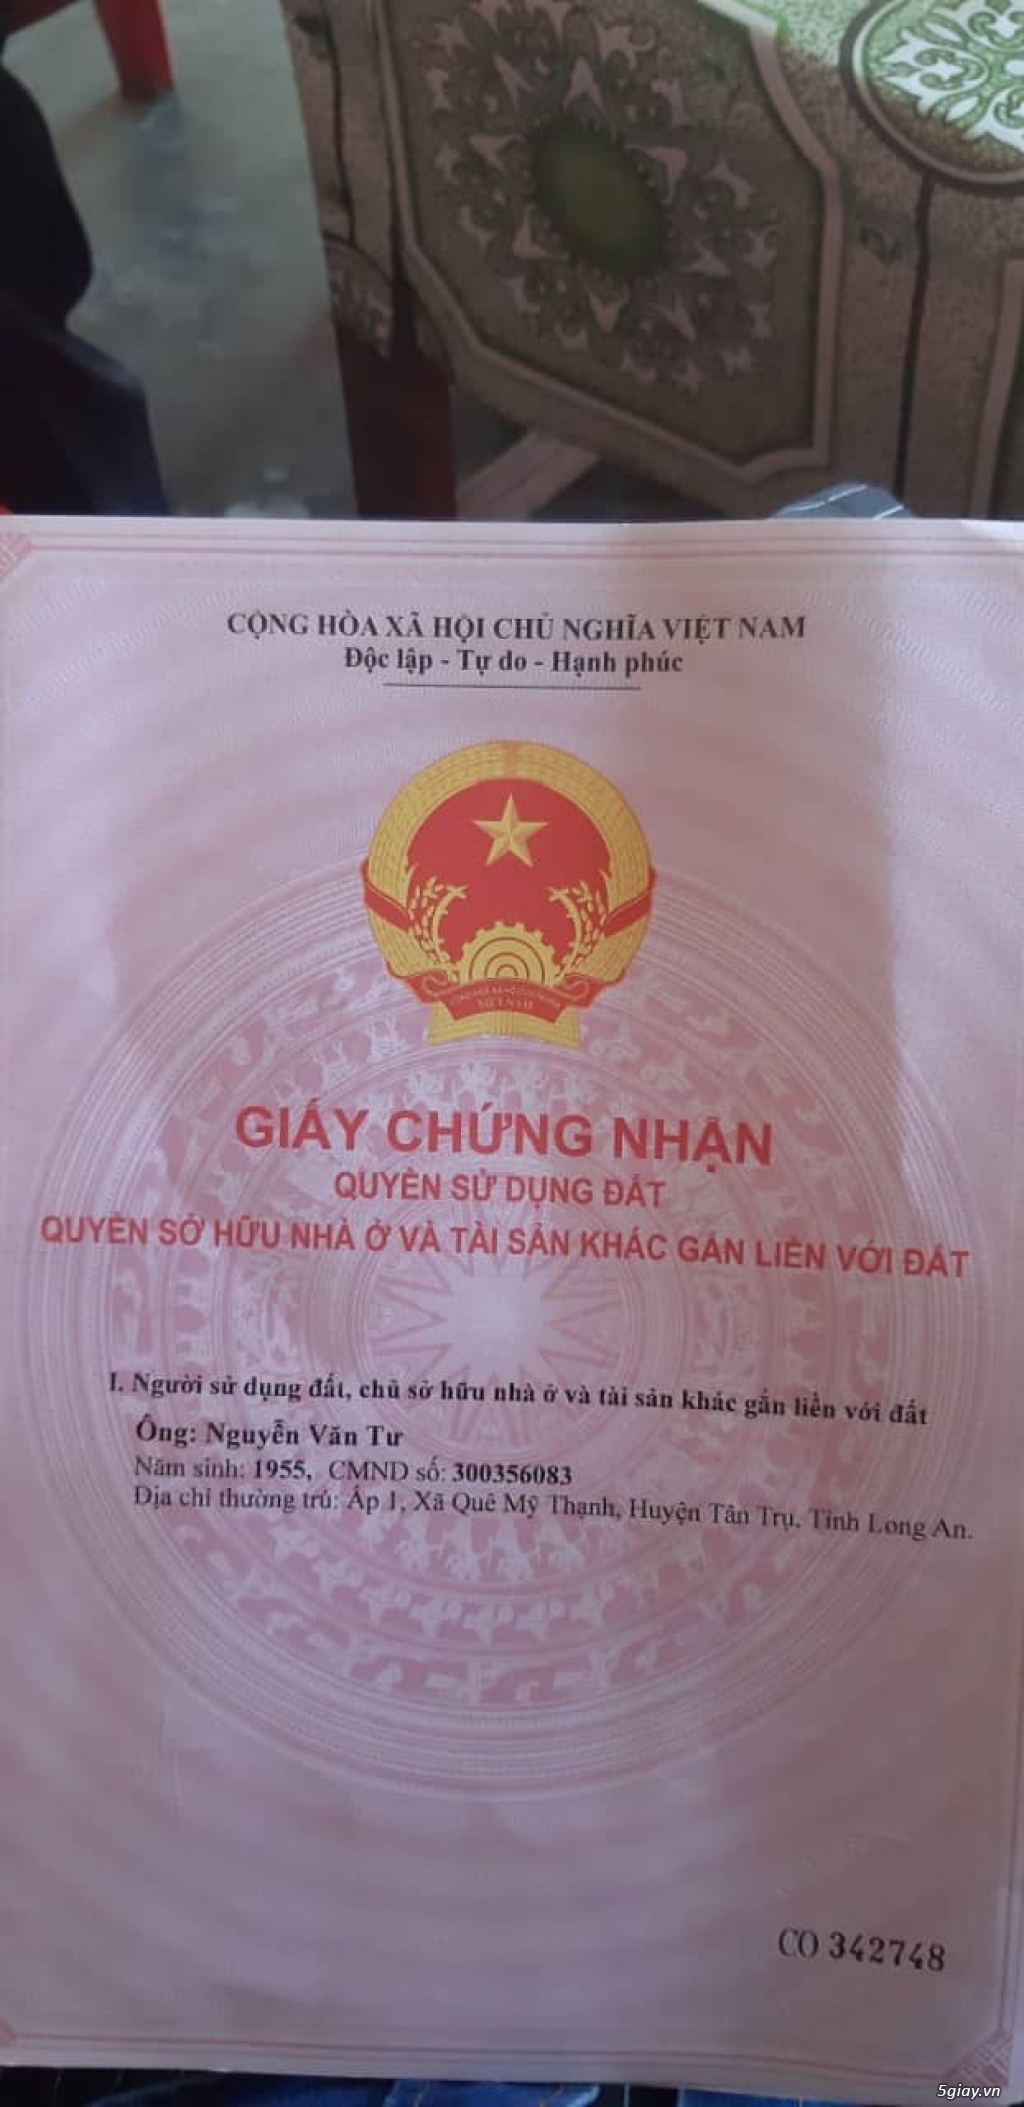 CỘNG HÒA XÃ HỘI CHỦ NGHĨA VIỆT NAM
Độc lập - Tự do - Hạnh phúc
VIỆT NAM
GIẤY CHỨNG NHẬN
QUYỀN SỬ DỤNG ĐẤT
QUYỀN SỞ HỮU NHÀ Ở VÀ TÀI SẢN KHÁC GẮN LIỀN VỚI ĐẤT
I. Người sử dụng đất, chủ sở hữu nhà ở và tài sản khác gắn liền với đất
Ông: Nguyễn Văn Tư
Năm sinh: 1955, CMND số: 300356083
Địa chỉ thường trú: Ấp 1, Xã Quê Mỹ Thạnh, Huyện Tân Trụ, Tỉnh Long An.
CO 342748
5giay.vn